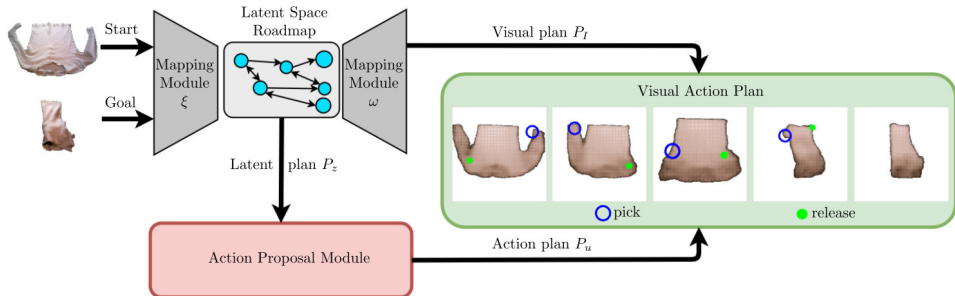 Start
Goal
Mapping
Module
ξ
Latent Space
Roadmap
Mapping
Module
ω
Visual plan P_I
Latent plan P_z
Visual Action Plan
pick
release
Action Proposal Module
Action plan P_u